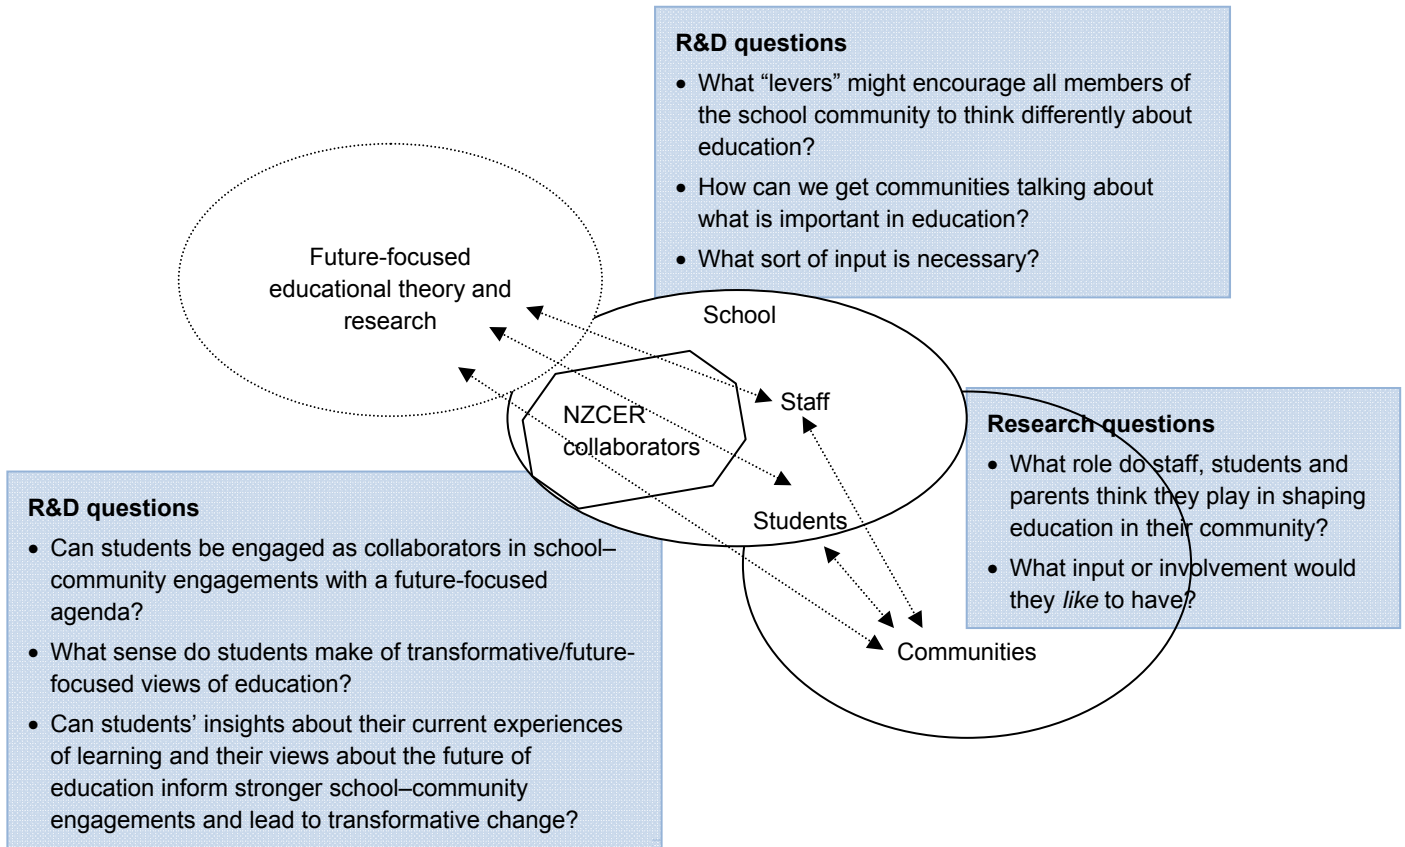 R&D questions
• What “levers” might encourage all members of
the school community to think differently about
education?
• How can we get communities talking about
what is important in education?
• What sort of input is necessary?
Future-focused
educational theory and
research
School
Staff
NZCER
collaborators
Students
Communities
Research questions
• What role do staff, students and
parents think they play in shaping
education in their community?
• What input or involvement would
they like to have?
R&D questions
• Can students be engaged as collaborators in school–
community engagements with a future-focused
agenda?
• What sense do students make of transformative/future-
focused views of education?
• Can students’ insights about their current experiences
of learning and their views about the future of
education inform stronger school–community
engagements and lead to transformative change?